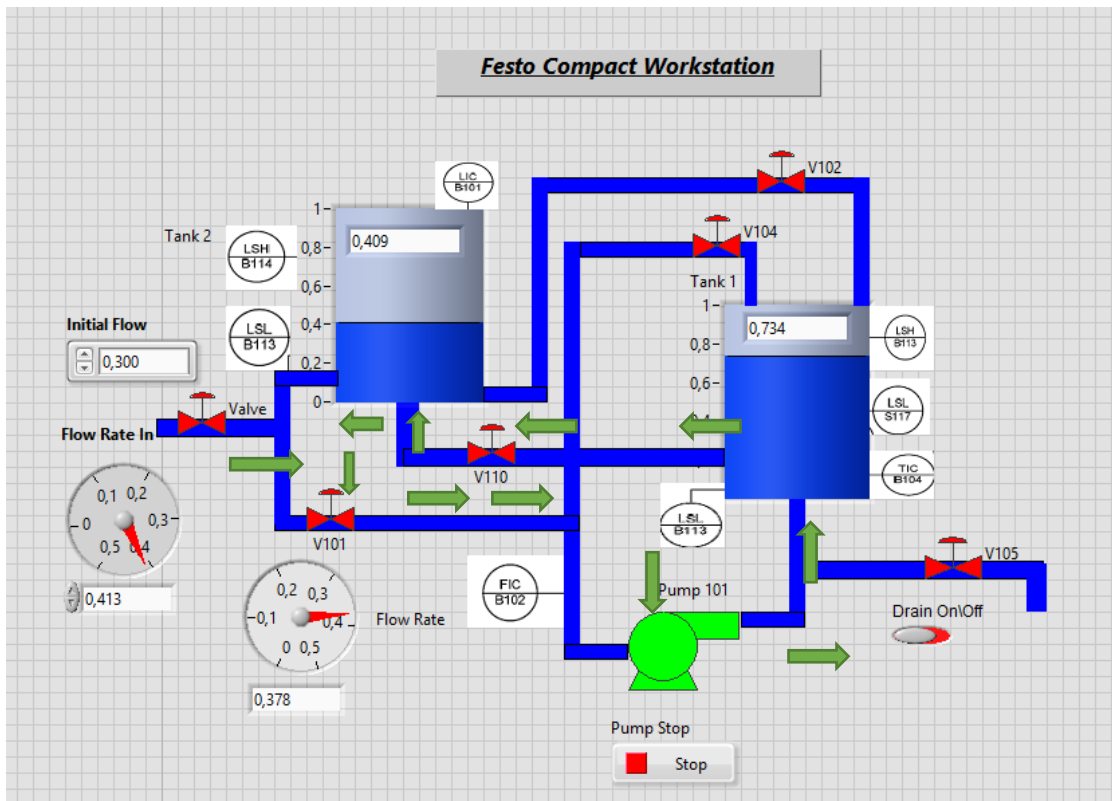 Festo Compact Workstation
LIC
B101
V102
Tank 2
1
0,8
0,6
0,4
0,2
0
0,409
LSH
B114
V104
Tank 1
LSL
B113
Initial Flow
0,300
1
0,8
0,6
0,734
LSH
B113
LSL
S117
TIC
B104
Valve
Flow Rate In
0
0,1
0,2
0,3
0,4
0,5
0,413
V110
V101
LSL
B113
FIC
B102
Pump 101
V105
Drain On\Off
-0,1
0,2
0,3
0,4
0,5
0
Flow Rate
0,378
Pump Stop
Stop